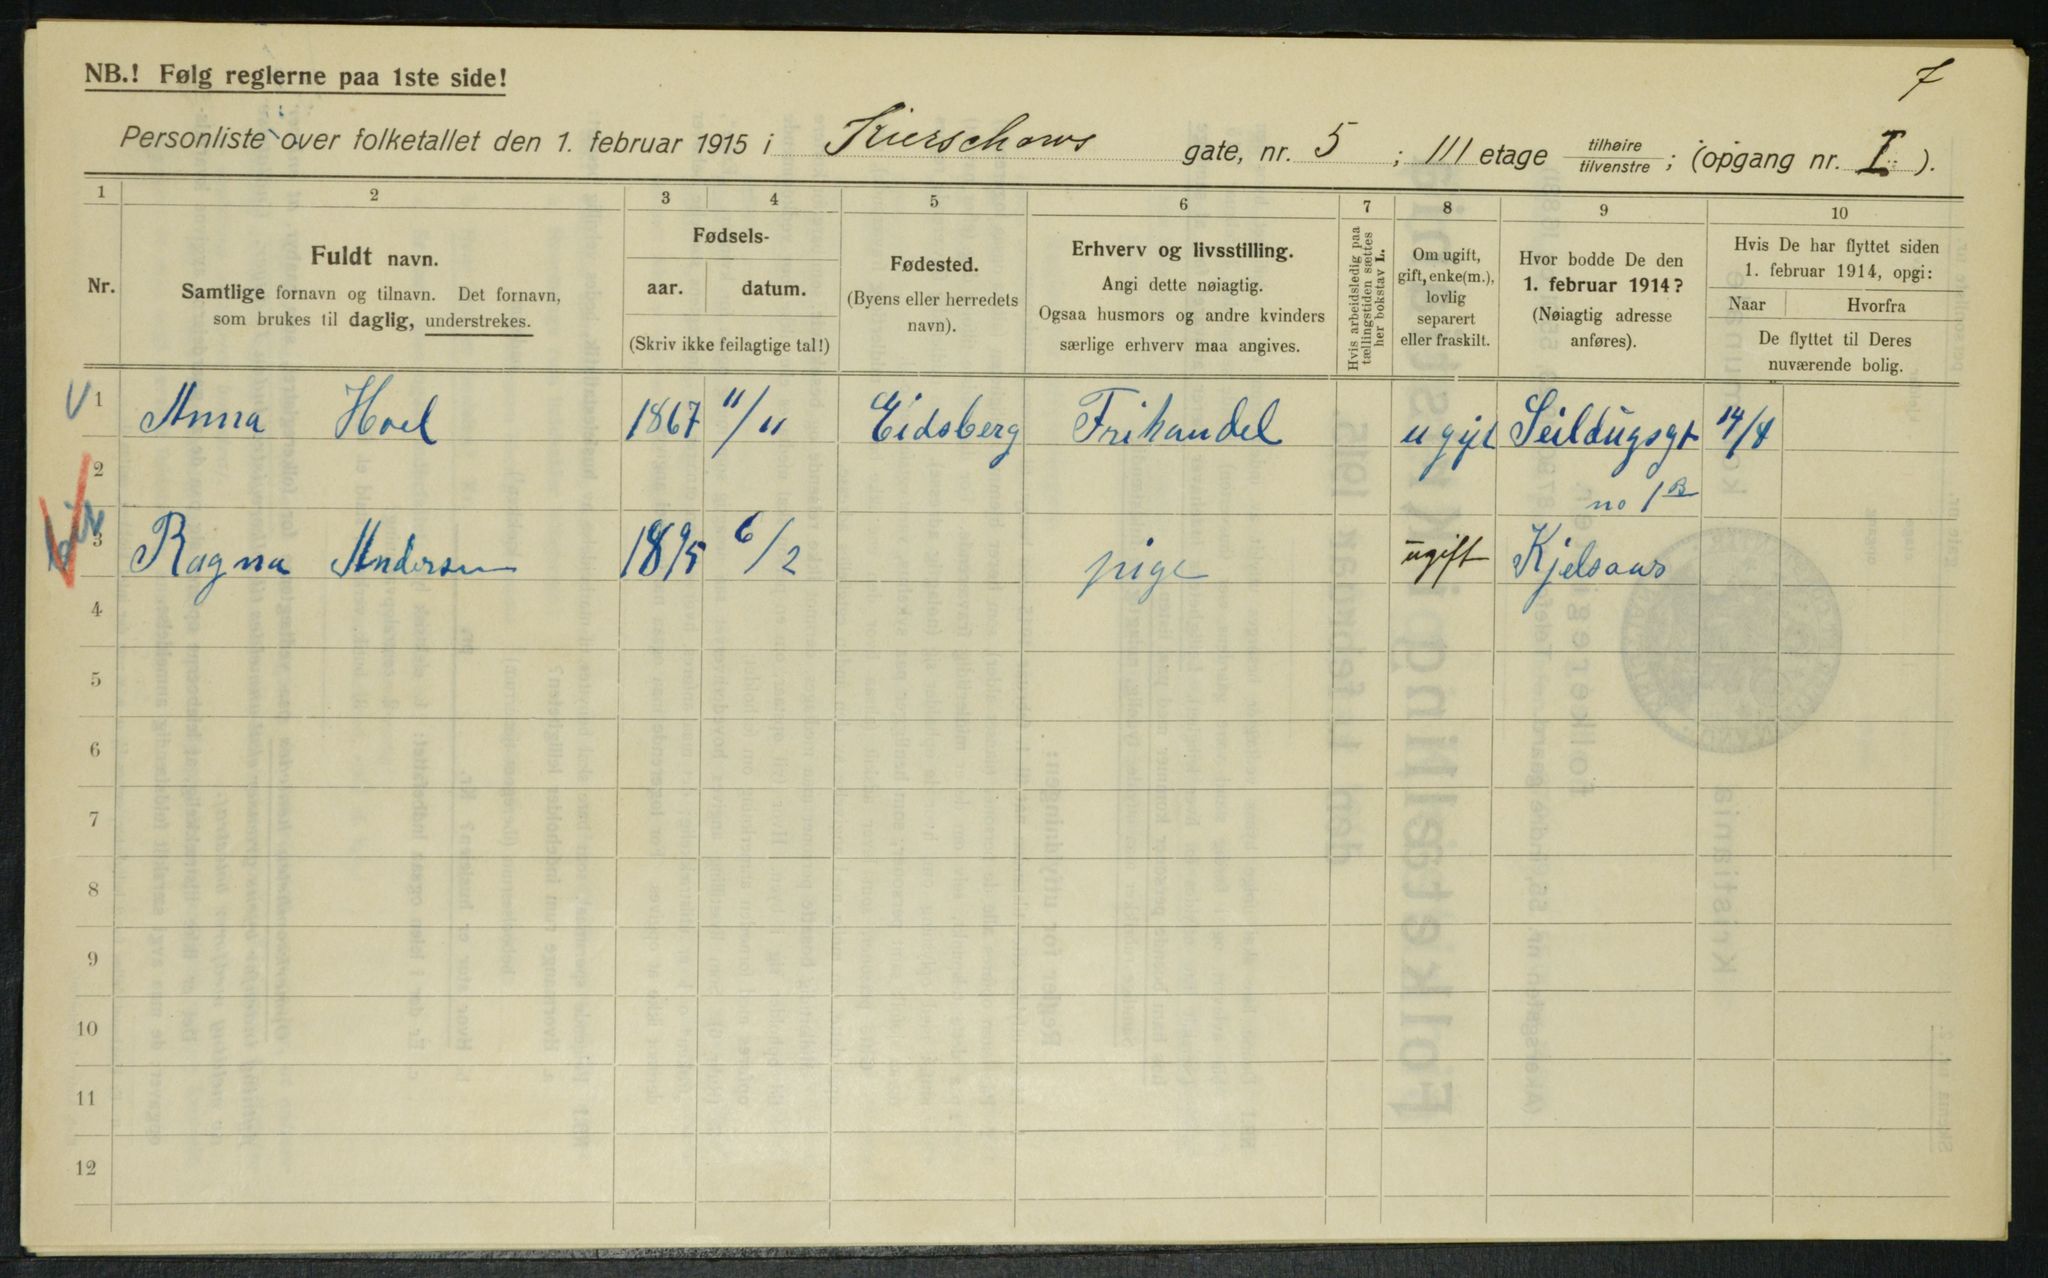 7
NB.! Følg reglerne paa 1ste side!
Personliste over folketallet den 1. februar 1915 i Kierschows gate, nr. 5 ; III etage tilhøire / tilvenstre ; (opgang nr. I ).
1 2 3 4 5 6 7 8 9 10
Nr.
Fuldt navn.
Samtlige fornavn og tilnavn. Det fornavn,
som brukes til daglig, understrekes.
Fødsels-
aar. datum.
(Skriv ikke feilagtige tal!)
Fødested.
(Byens eller herredets
navn).
Erhverv og livsstilling.
Angi dette nøiagtig.
Ogsaa husmors og andre kvinders
særlige erhverv maa angives.
Hvis arbeidsledig paa
tællingstiden sættes
her bokstav L.
Om ugift,
gift, enke(m.),
lovlig
separert
eller fraskilt.
Hvor bodde De den
1. februar 1914?
(Nøiagtig adresse
anføres).
Hvis De har flyttet siden
1. februar 1914, opgi:
Naar Hvorfra
De flyttet til Deres
nuværende bolig.
1 Anna Hoel 1867 11/11 Eidsberg Frihandel ugift Seildugsgt 14/4
2 no 1B
3 Ragna Andersen 1895 6/2 pige ugift Kjelsaas
4
5
6
7
8
9
10
11
12